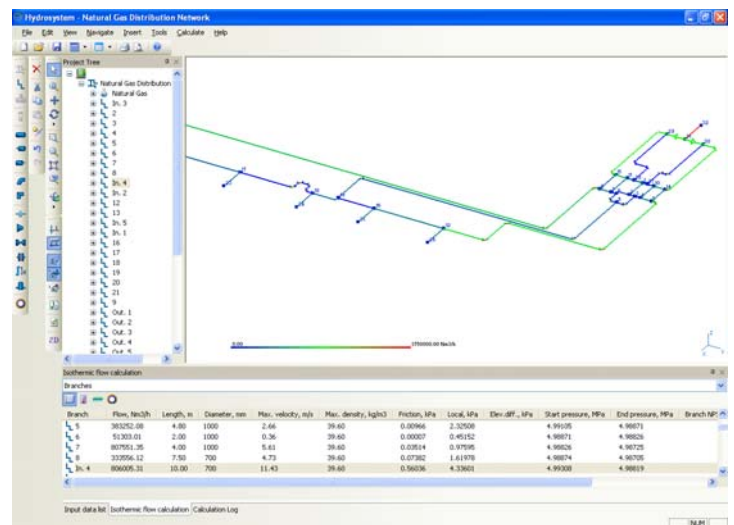 Hydrosystem - Natural Gas Distribution Network
File Edit View Navigate Insert Tools Calculate Help
Project Tree
Natural Gas Distribution
Natural Gas
In. 3
2
3
4
5
6
7
8
In. 4
In. 2
12
13
In. 5
In. 1
16
17
18
19
20
21
9
Out. 1
Out. 2
Out. 3
Out. 4
Out. 5
2D
0.00
Nm3/h
Isothermic flow calculation
Branches
Branch Flow, Nm3/h Length, m Diameter, mm Max. velocity, m/s Max. density, kg/m3 Friction, kPa Local, kPa Elev.diff., kPa Start pressure, MPa End pressure, MPa Branch NP
5 383252.08 4.80 1000 2.66 39.60 0.00966 2.32508 4.99105 4.98871
6 51303.01 2.00 1000 0.36 39.60 0.00007 0.45152 4.98871 4.98826
7 807551.35 4.00 1000 5.61 39.60 0.03514 0.97595 4.98826 4.98725
8 333556.12 7.50 700 4.73 39.60 0.07382 1.61978 4.98874 4.98705
In. 4 806005.31 10.00 700 11.43 39.60 0.56036 4.33601 4.99308 4.98819
Input data list Isothermic flow calculation Calculation Log
NUM